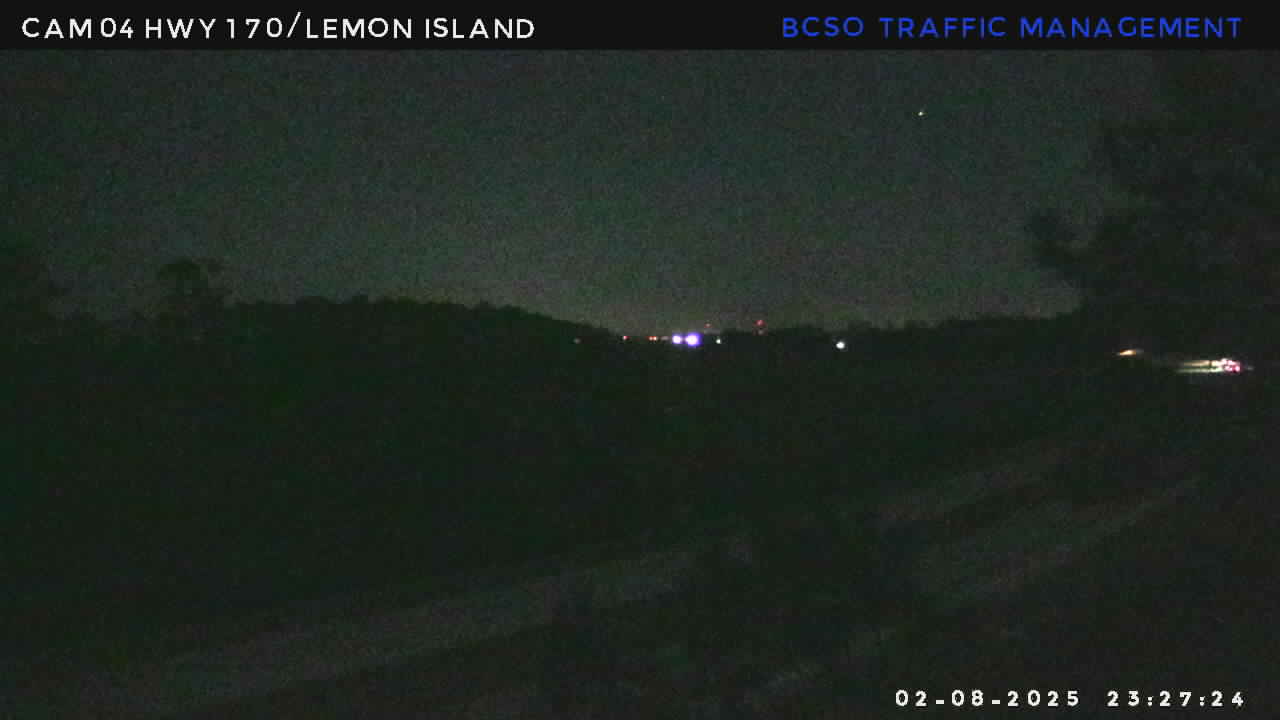 CAM04 HWY 170/LEMON ISLAND
BCSO TRAFFIC MANAGEMENT
02-08-2025 23:27:24